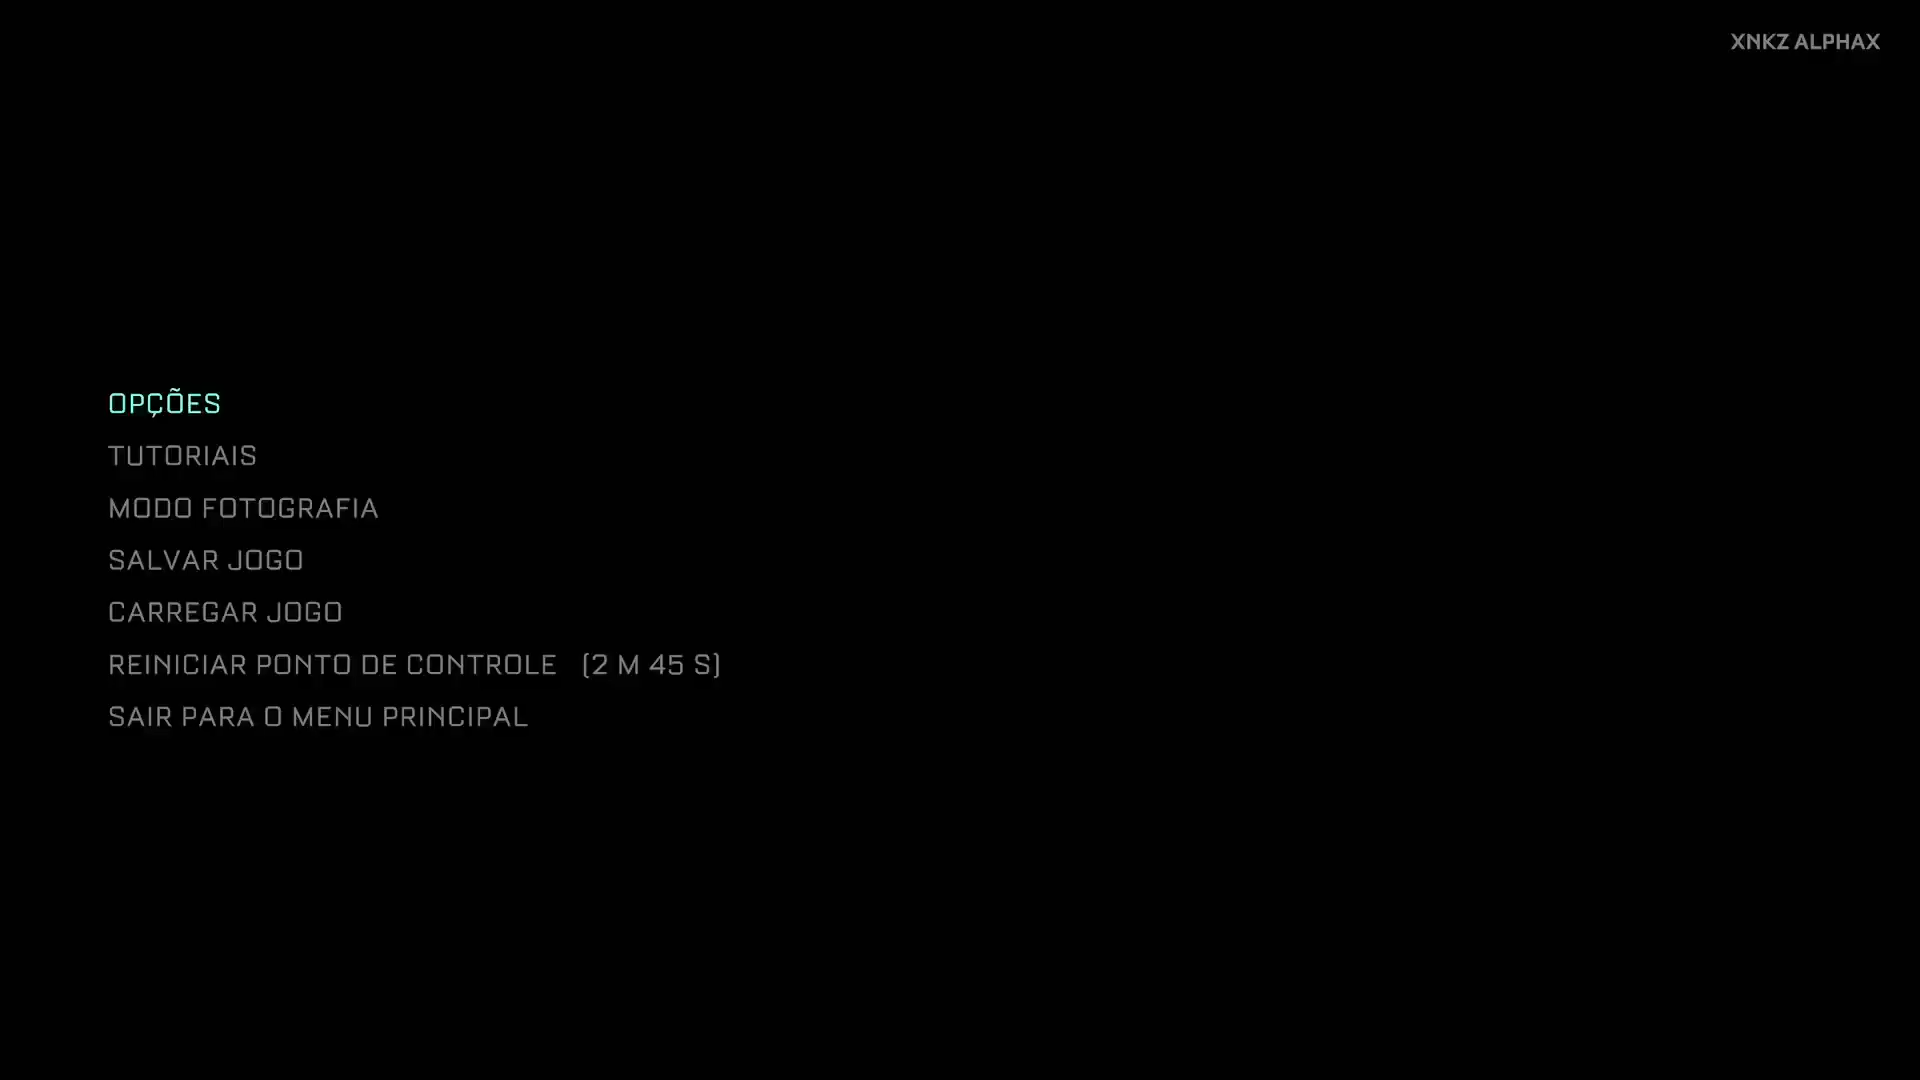 XNKZ ALPHAX
OPÇÕES
TUTORIAIS
MODO FOTOGRAFIA
SALVAR JOGO
CARREGAR JOGO
REINICIAR PONTO DE CONTROLE (2 M 45 S)
SAIR PARA O MENU PRINCIPAL